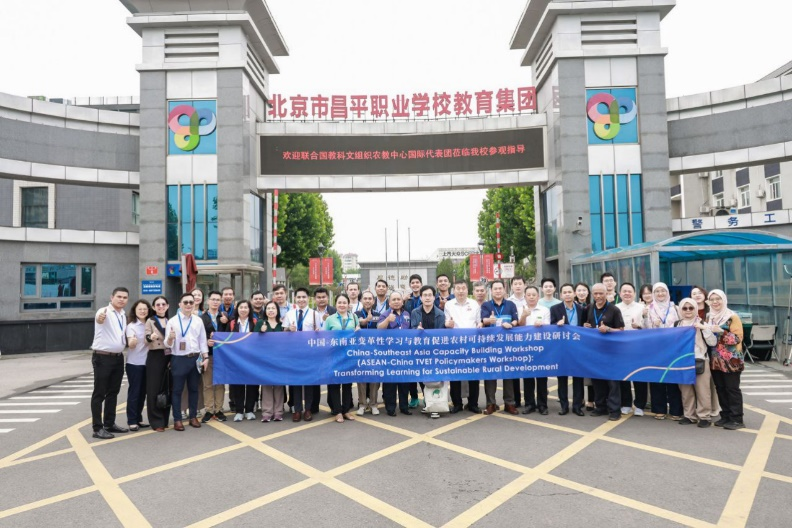 北京市昌平职业学校教育集团
欢迎联合国教科文组织农教中心国际代表团莅临我校参观指导
警务工
中国-东南亚变革性学习与教育促进农村可持续发展能力建设研讨会
China-Southeast Asia Capacity Building Workshop
(ASEAN-China TVET Policymakers Workshop):
Transforming Learning for Sustainable Rural Development